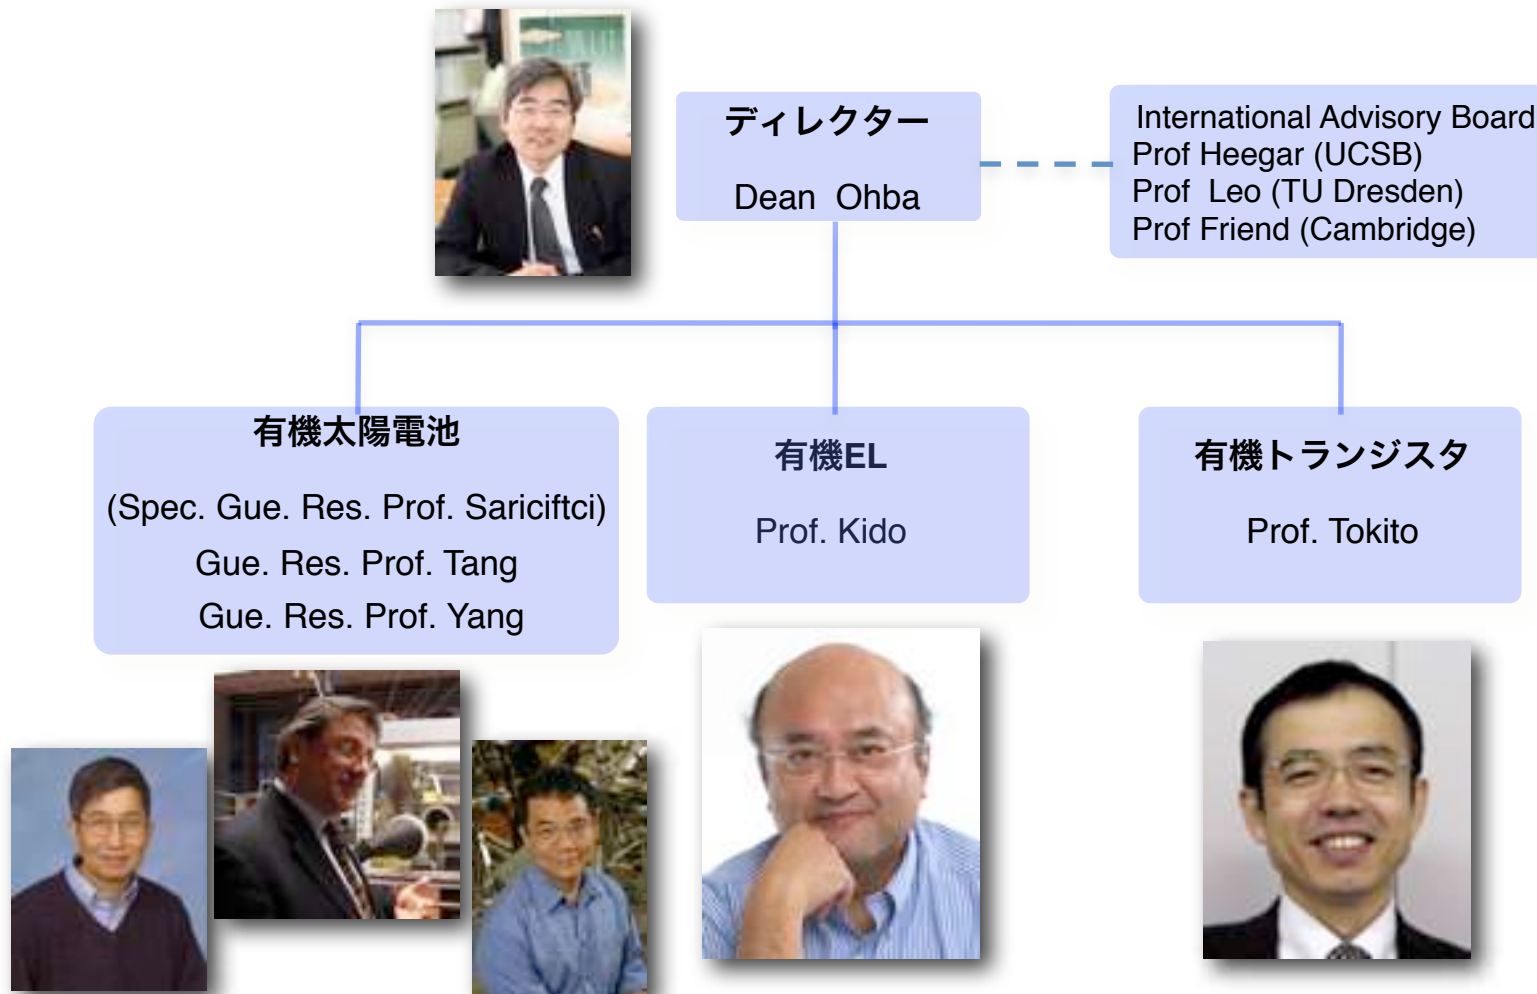 ディレクター
Dean Ohba
International Advisory Board
Prof Heegar (UCSB)
Prof Leo (TU Dresden)
Prof Friend (Cambridge)
有機太陽電池
(Spec. Gue. Res. Prof. Sariciftci)
Gue. Res. Prof. Tang
Gue. Res. Prof. Yang
有機EL
Prof. Kido
有機トランジスタ
Prof. Tokito